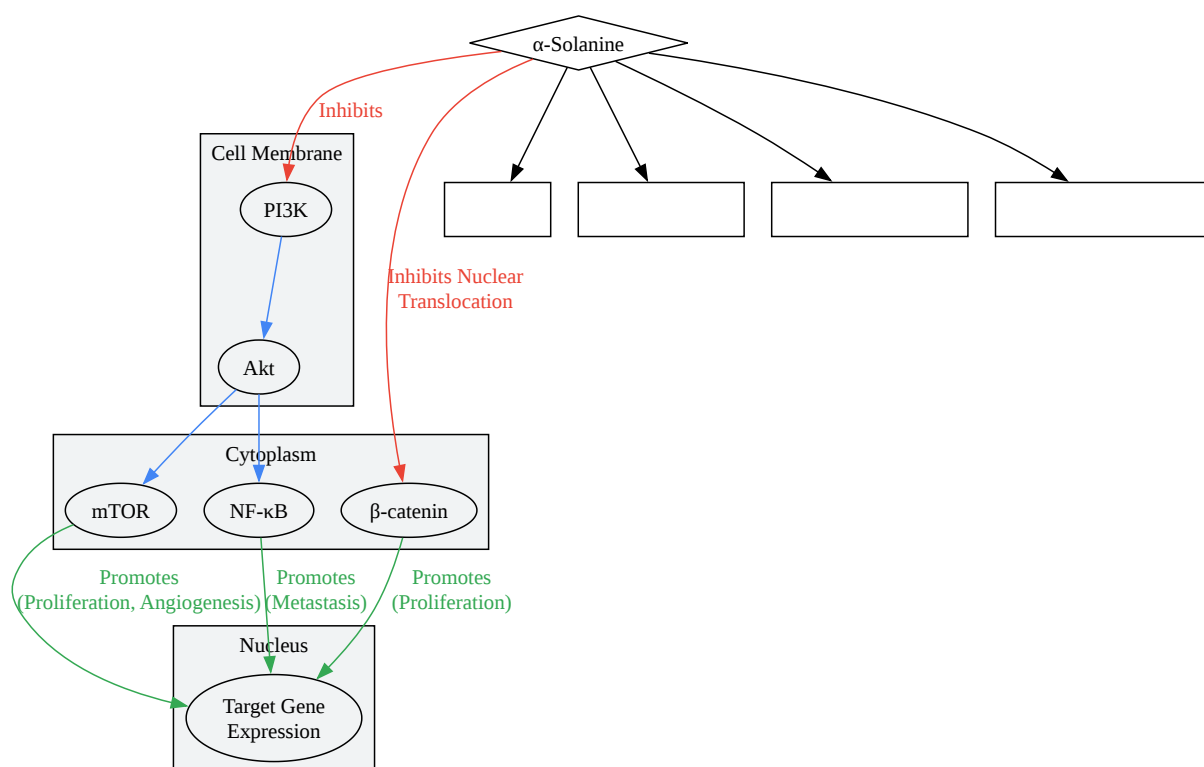 α-Solanine
Inhibits
Cell Membrane
PI3K
Inhibits Nuclear
Translocation
Akt
Cytoplasm
mTOR
NF-κB
β-catenin
Promotes
(Proliferation, Angiogenesis)
Promotes
(Metastasis)
Promotes
(Proliferation)
Nucleus
Target Gene
Expression